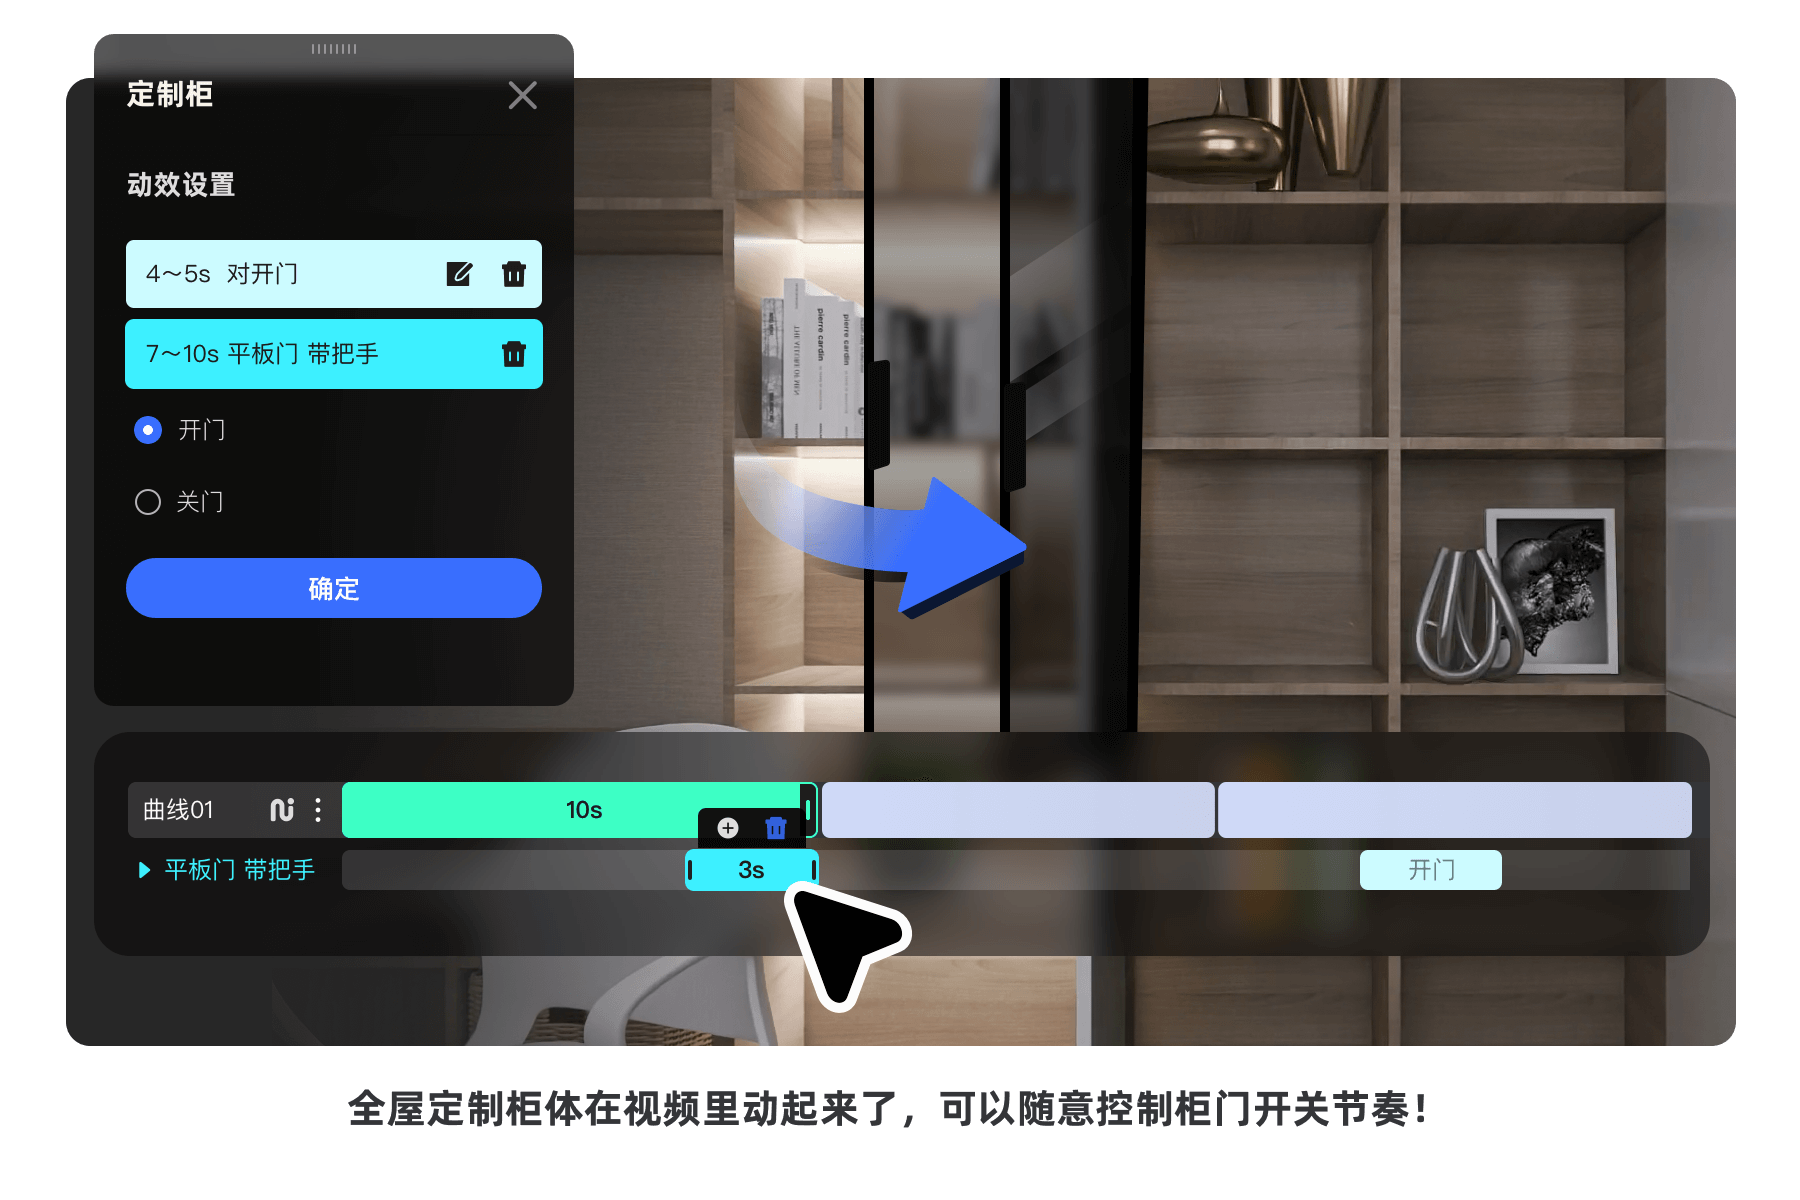 定制柜
动效设置
4～5s 对开门
7～10s 平板门 带把手
开门
关门
确定
pierre cardin
pierre cardin
曲线01
10s
平板门 带把手
3s
开门
全屋定制柜体在视频里动起来了，可以随意控制柜门开关节奏！